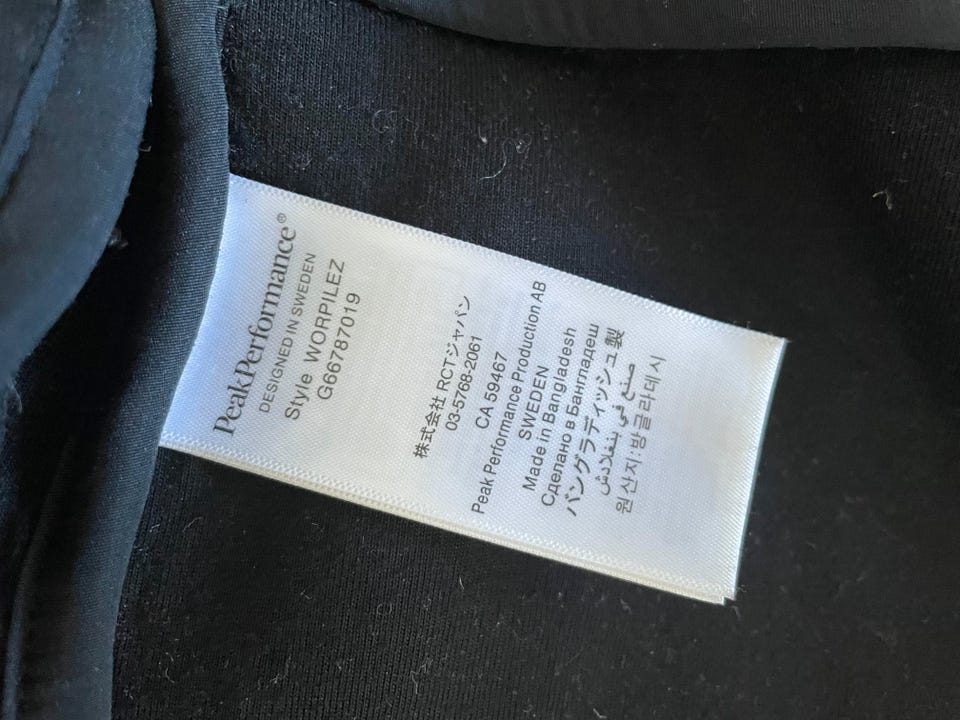 PeakPerformance®
DESIGNED IN SWEDEN
Style WORPILEZ
G66787019
株式会社 RCTジャパン
03-5768-2061
CA 59467
Peak Performance Production AB
SWEDEN
Made in Bangladesh
Сделано в Бангладеш
バングラディッシュ製
صنع في بنغلادش
원산지:방글라데시